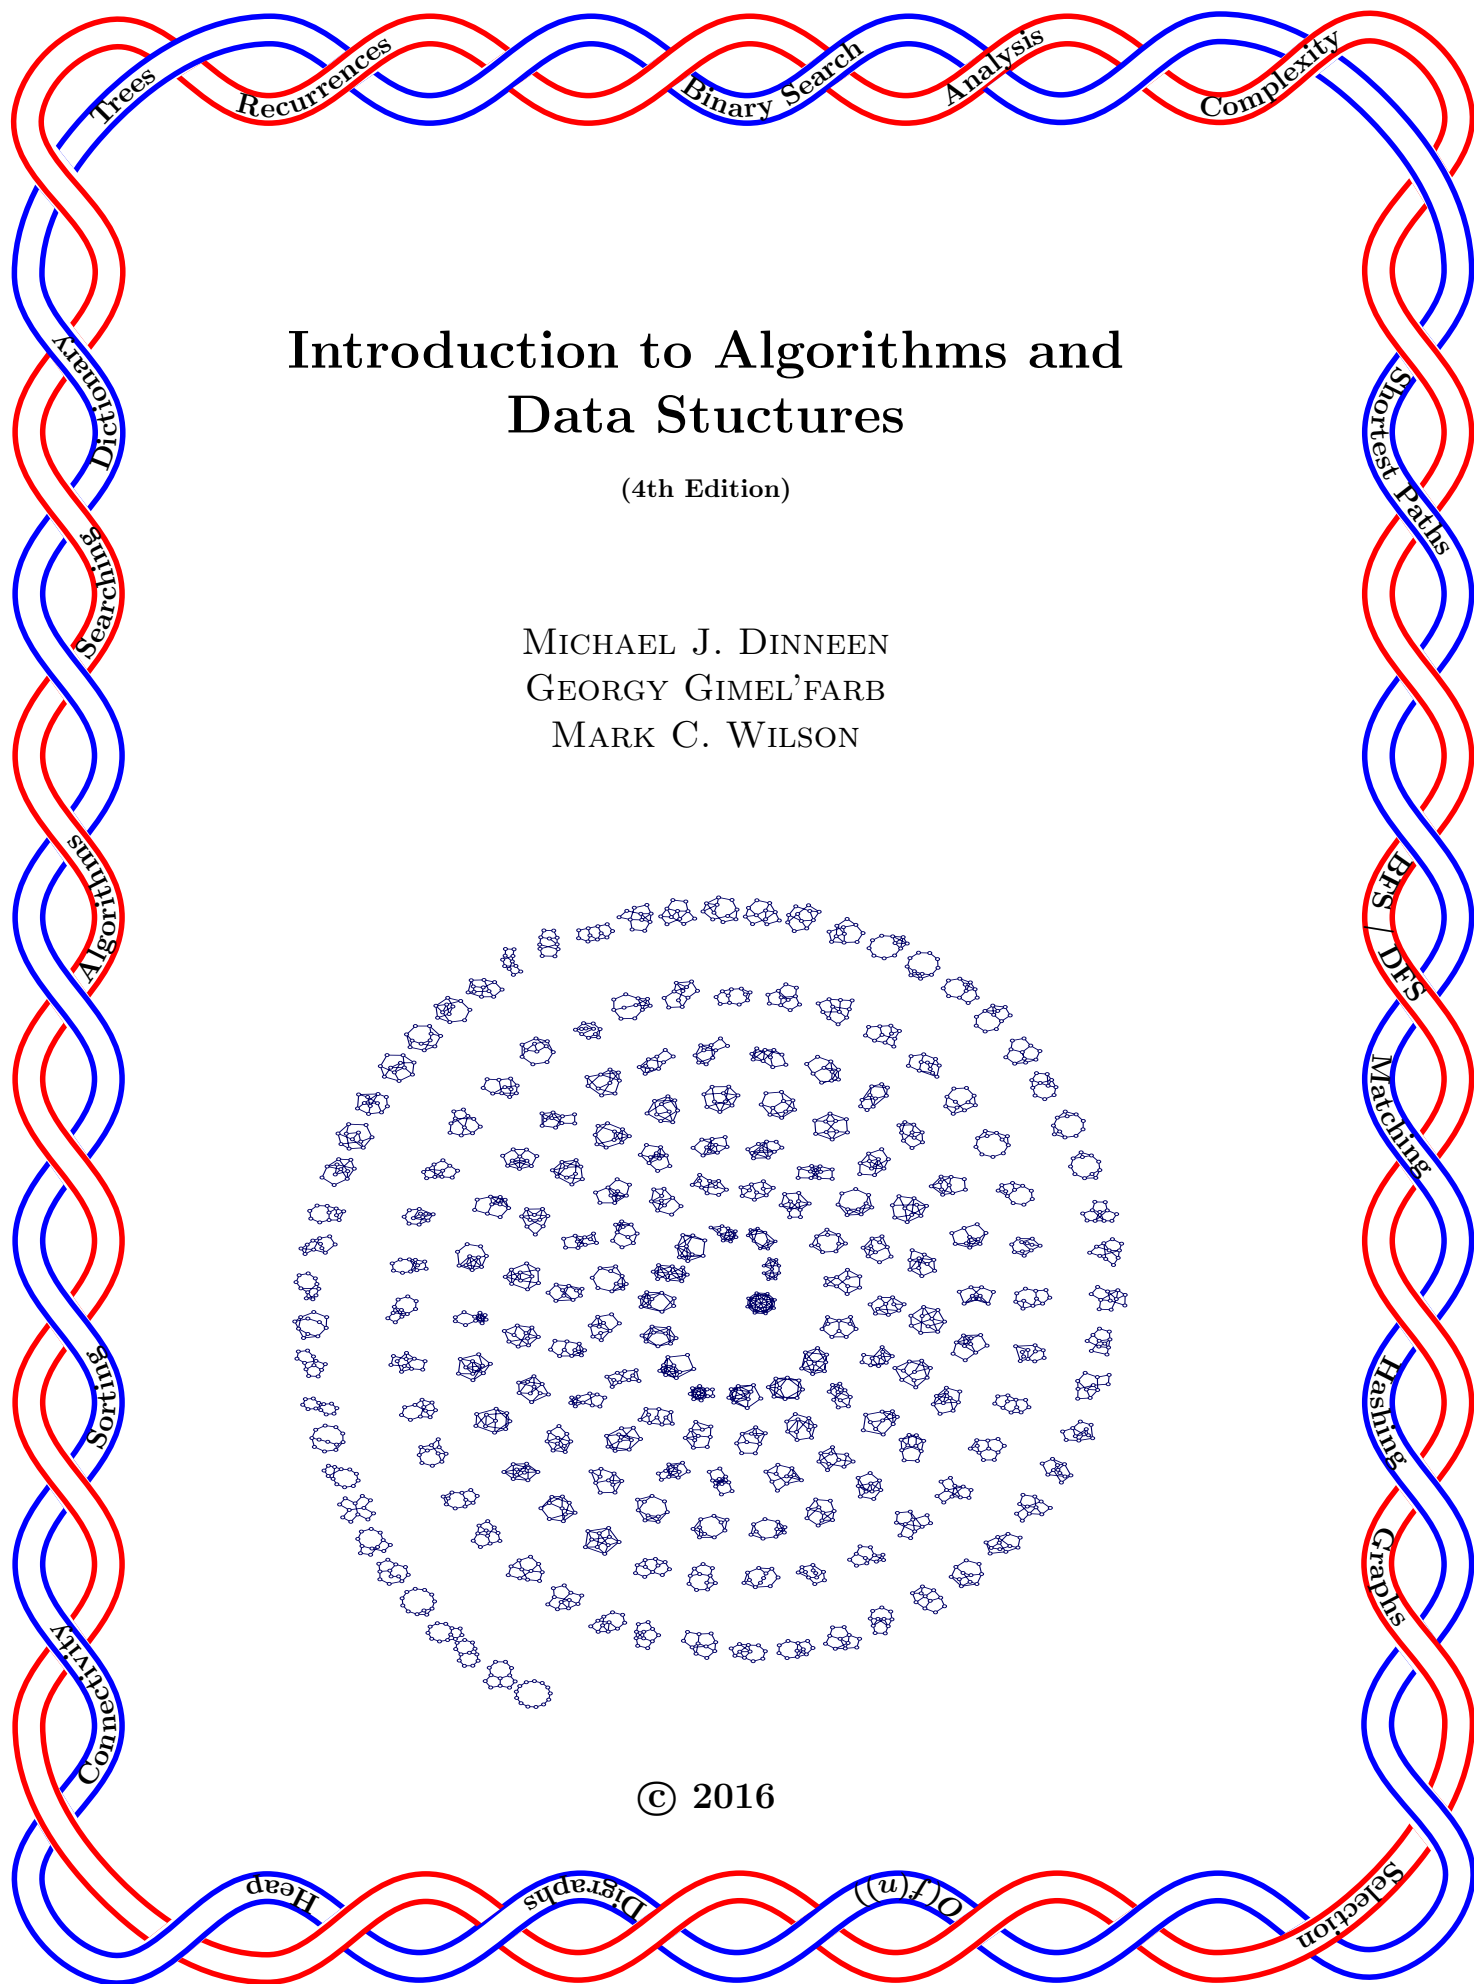 Trees
Recurrences
Binary Search
Analysis
Complexity
Introduction to Algorithms and
Data Stuctures
(4th Edition)
Michael J. Dinneen
Georgy Gimel'farb
Mark C. Wilson
© 2016
Shortest Paths
BFS / DFS
Matching
Hashing
Graphs
Selection
O(f(n))
Digraphs
Heap
Connectivity
Sorting
Algorithms
Searching
Dictionary